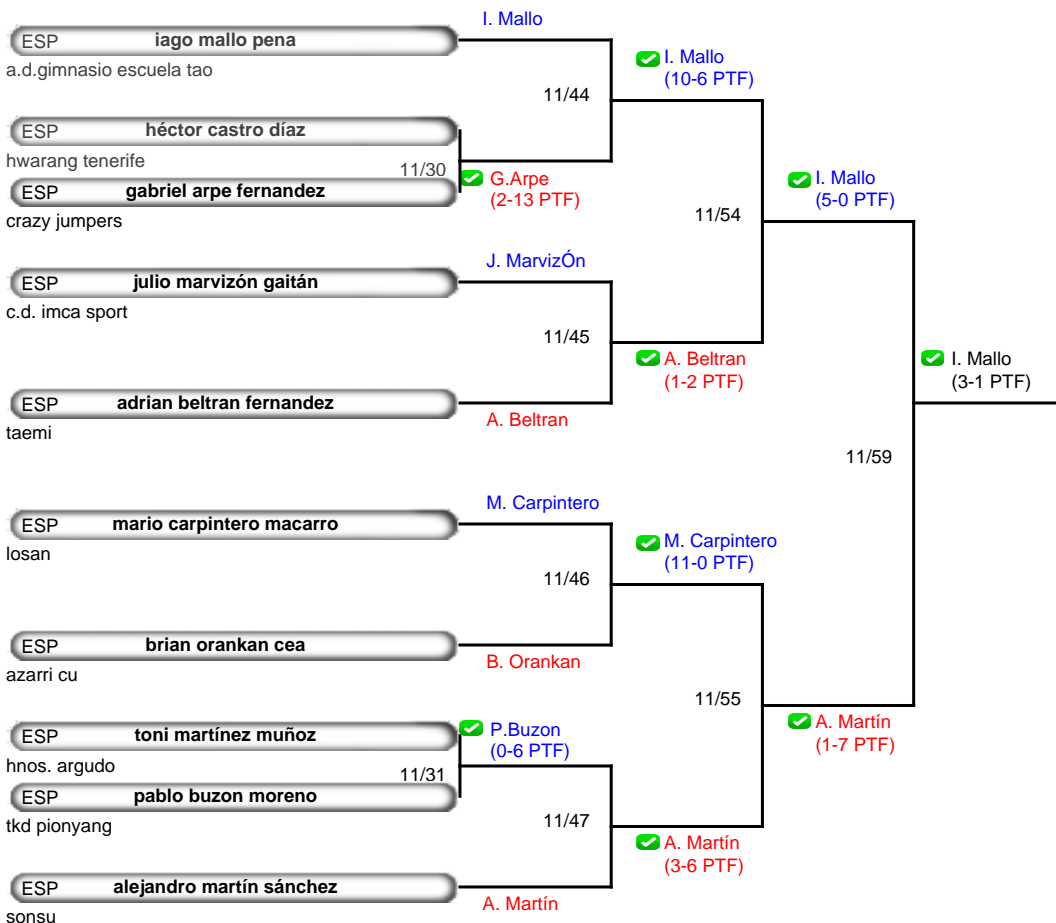 I. Mallo
ESP iago mallo pena
a.d.gimnasio escuela tao
I. Mallo
(10-6 PTF)
11/44
ESP héctor castro díaz
hwarang tenerife
11/30
G.Arpe
(2-13 PTF)
ESP gabriel arpe fernandez
crazy jumpers
I. Mallo
(5-0 PTF)
11/54
J. MarvizÓn
ESP julio marvizón gaitán
c.d. imca sport
11/45
A. Beltran
(1-2 PTF)
I. Mallo
(3-1 PTF)
ESP adrian beltran fernandez
taemi
A. Beltran
11/59
M. Carpintero
ESP mario carpintero macarro
losan
M. Carpintero
(11-0 PTF)
11/46
ESP brian orankan cea
azarri cu
B. Orankan
11/55
A. Martín
(1-7 PTF)
ESP toni martínez muñoz
hnos. argudo
P.Buzon
(0-6 PTF)
11/31
ESP pablo buzon moreno
tkd pionyang
11/47
A. Martín
(3-6 PTF)
ESP alejandro martín sánchez
sonsu
A. Martín